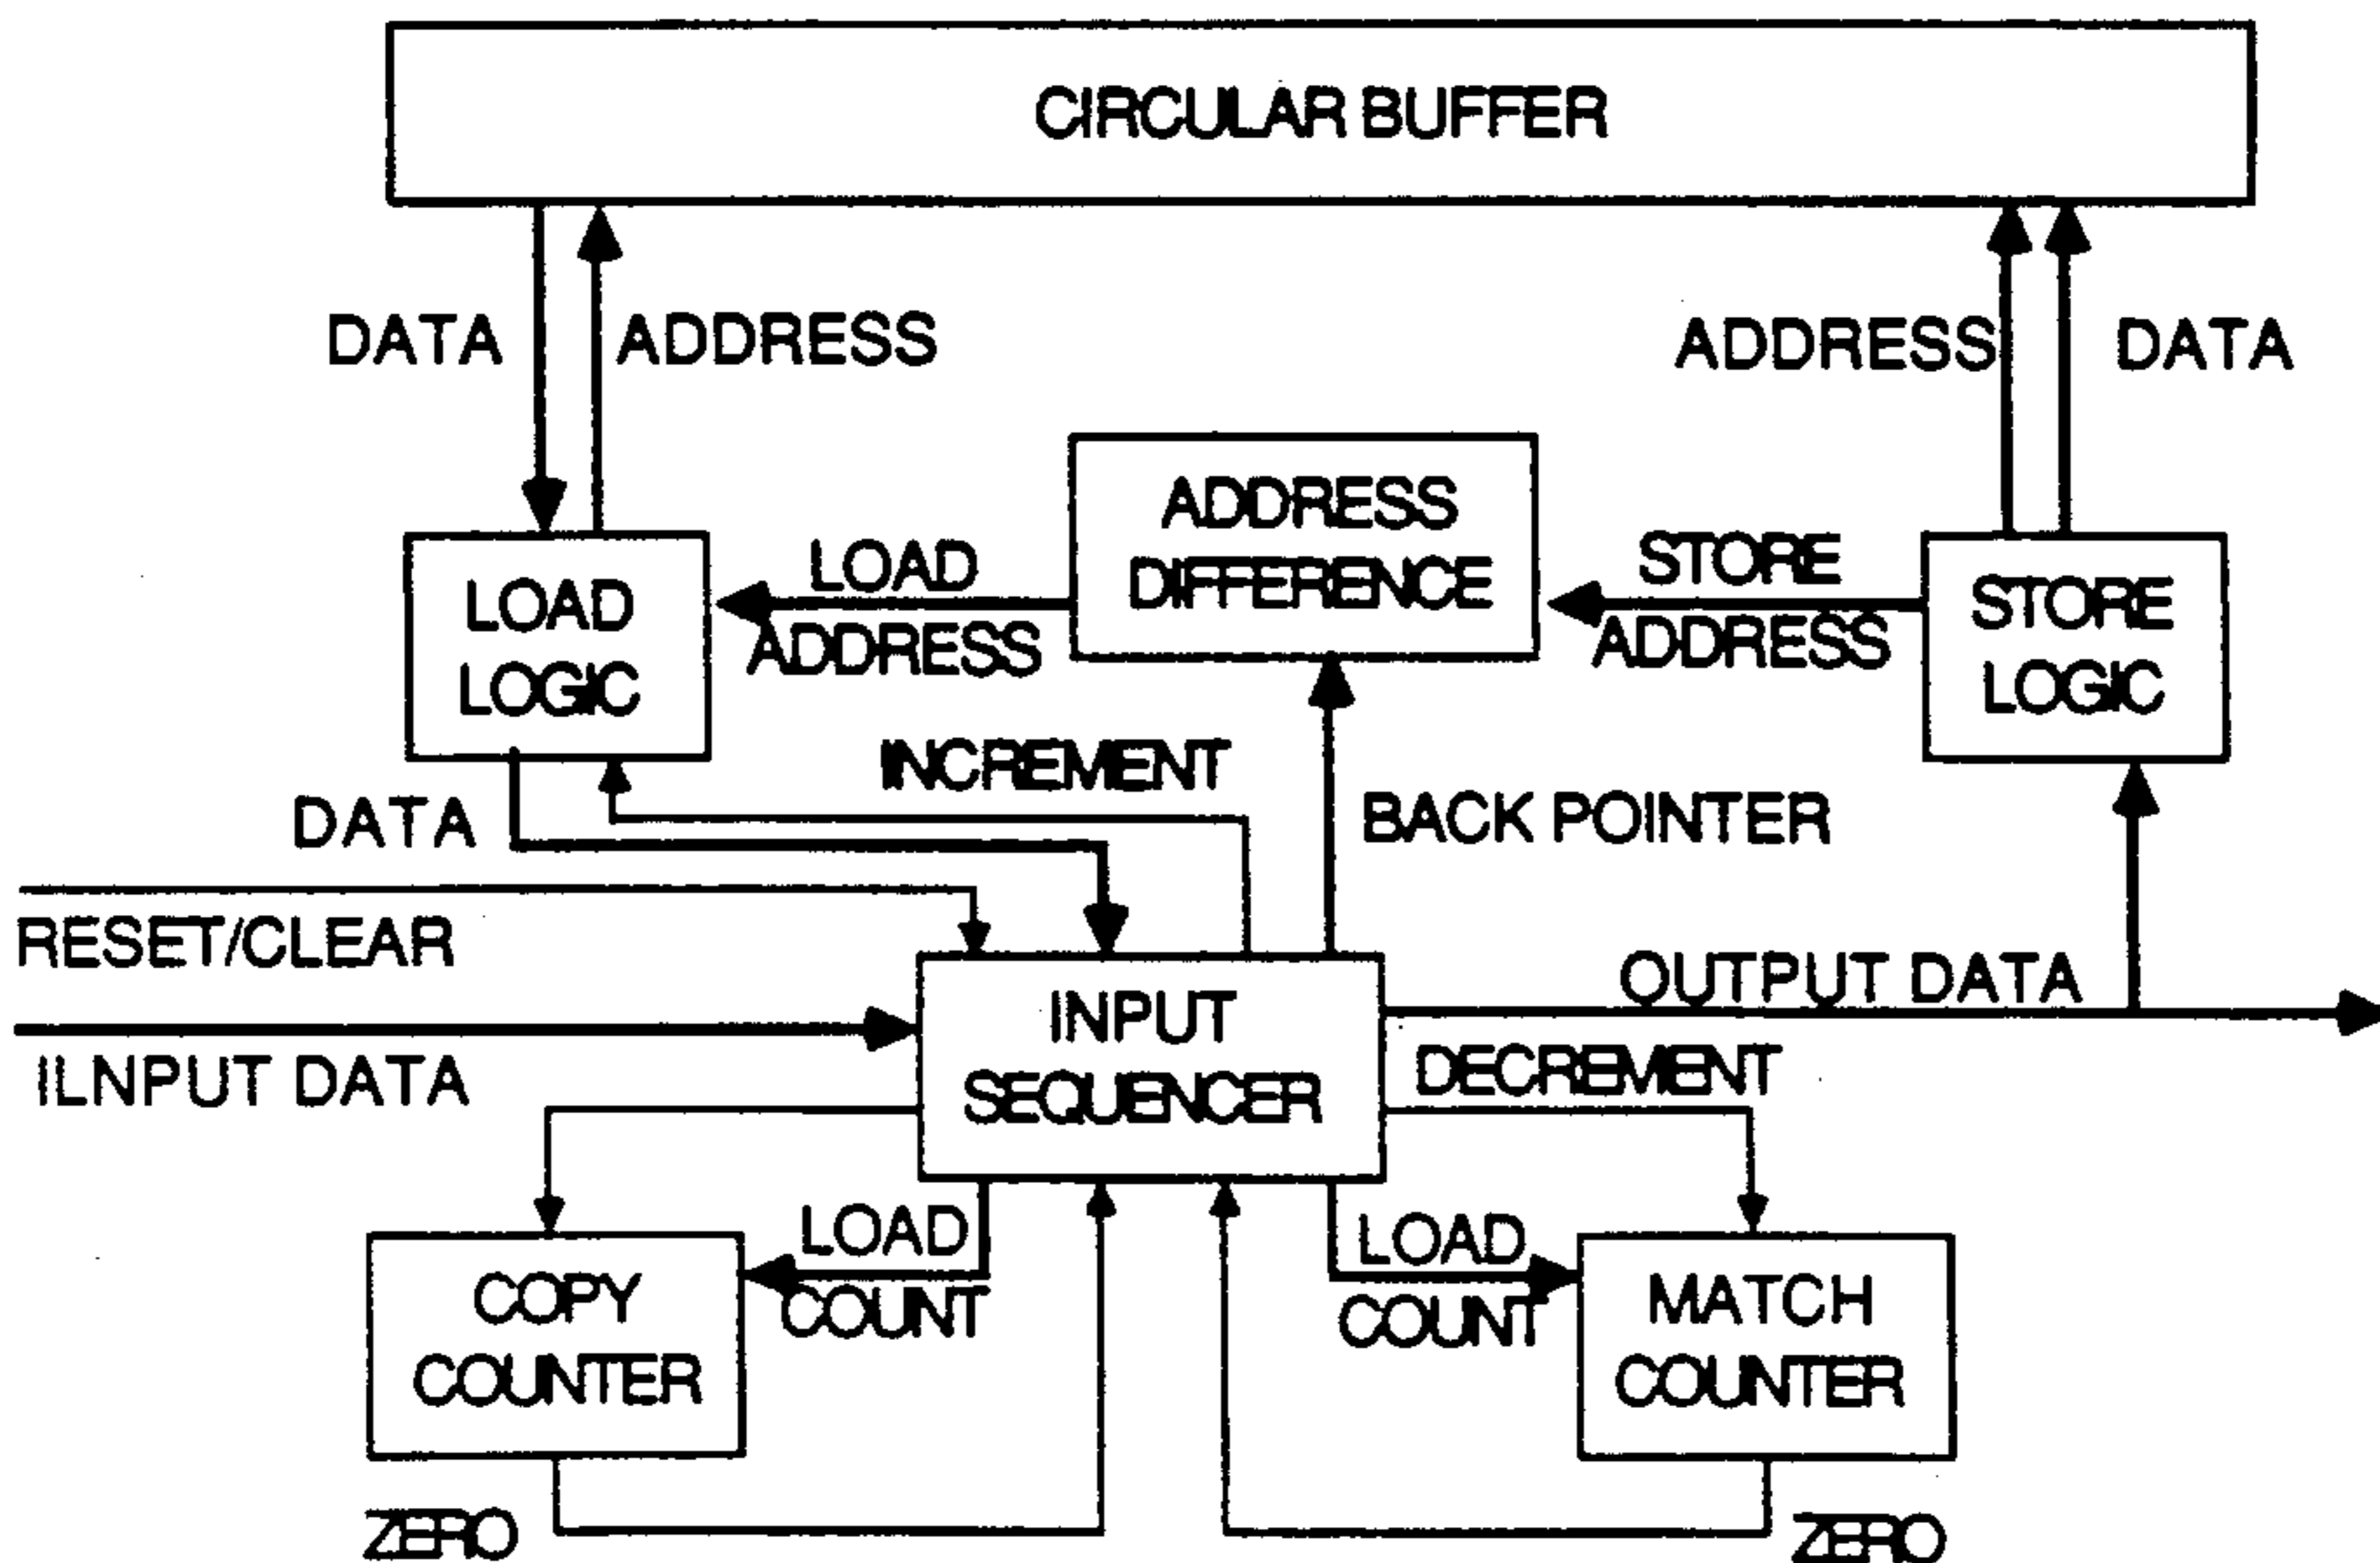 CIRCULAR BUFFER
DATA
ADDRESS
ADDRESS
DATA
ADDRESS
DIFFERENCE
LOAD
LOGIC
LOAD
ADDRESS
STORE
ADDRESS
STORE
LOGIC
INCREMENT
DATA
BACK POINTER
RESET/CLEAR
OUTPUT DATA
INPUT
SEQUENCER
ILNPUT DATA
DECREMENT
LOAD
COUNT
LOAD
COUNT
COPY
COUNTER
MATCH
COUNTER
ZERO
ZERO